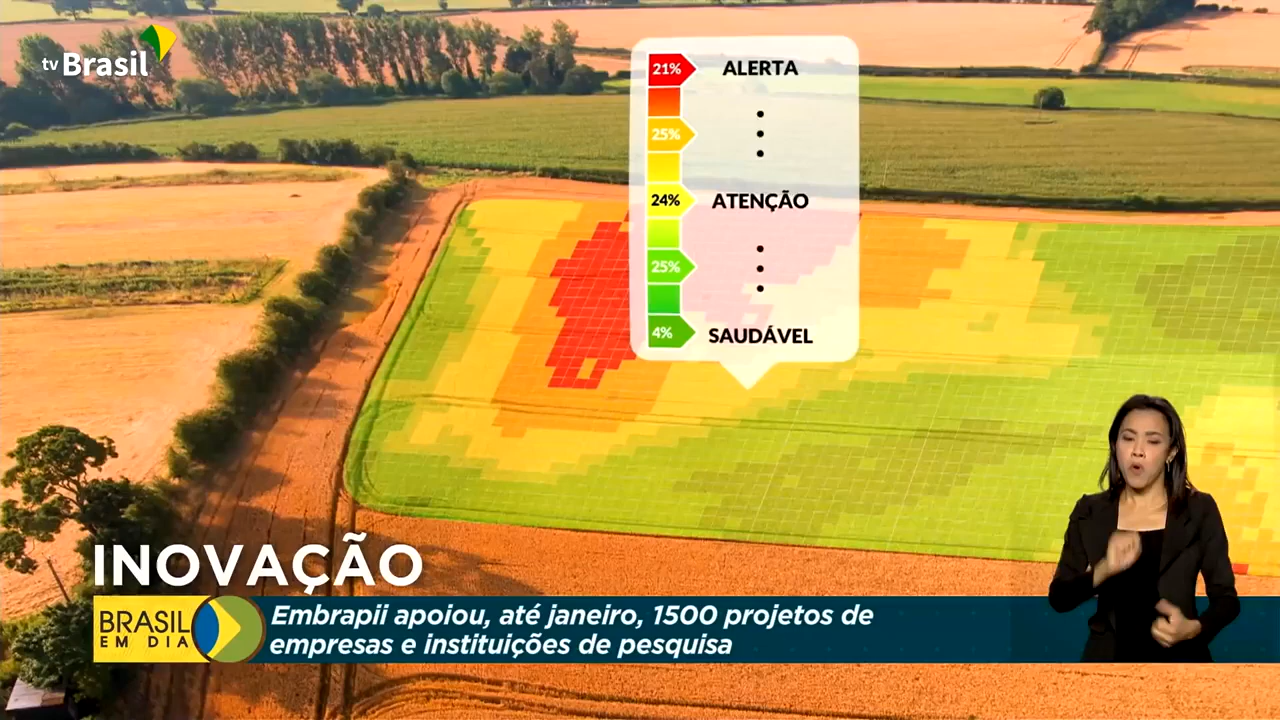 tv Brasil
21% ALERTA
25%
24% ATENÇÃO
25%
4% SAUDÁVEL
INOVAÇÃO
BRASIL
EM DIA
Embrapii apoiou, até janeiro, 1500 projetos de
empresas e instituições de pesquisa